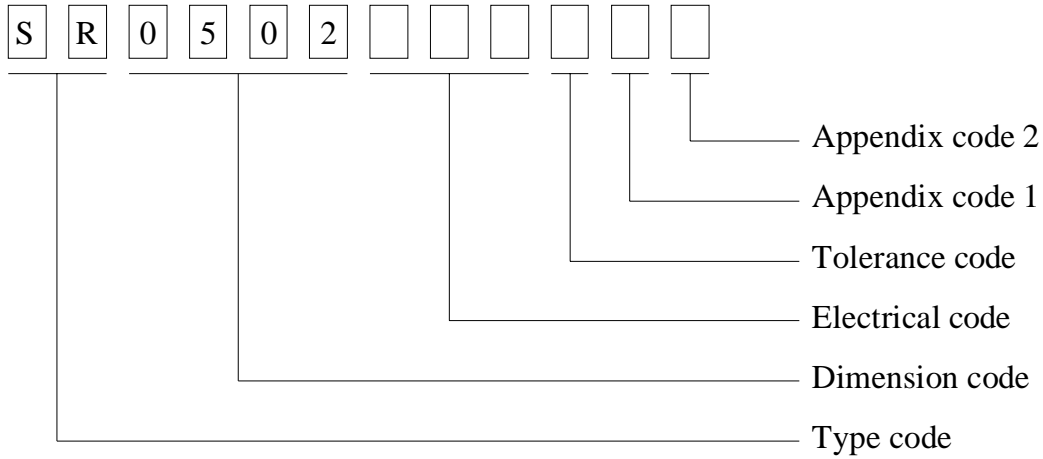 S R 0 5 0 2
Appendix code 2
Appendix code 1
Tolerance code
Electrical code
Dimension code
Type code